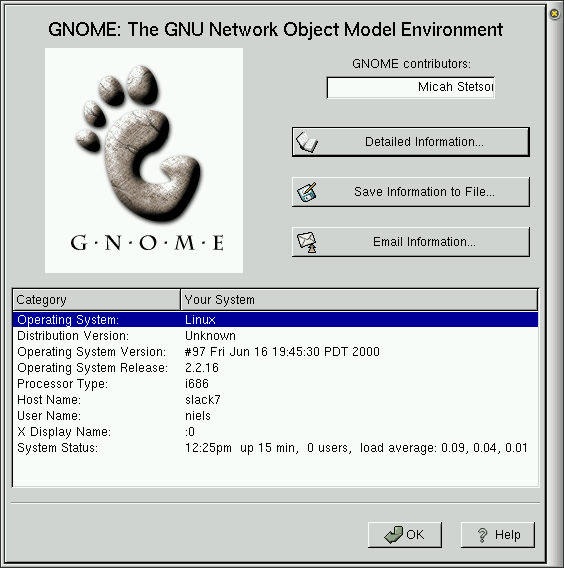 GNOME: The GNU Network Object Model Environment
G·N·O·M·E
GNOME contributors:
Micah Stetso
Detailed Information...
Save Information to File...
Email Information...
Category Your System
Operating System: Linux
Distribution Version: Unknown
Operating System Version: #97 Fri Jun 16 19:45:30 PDT 2000
Operating System Release: 2.2.16
Processor Type: i686
Host Name: slack7
User Name: niels
X Display Name: :0
System Status: 12:25pm up 15 min, 0 users, load average: 0.09, 0.04, 0.01
OK
? Help